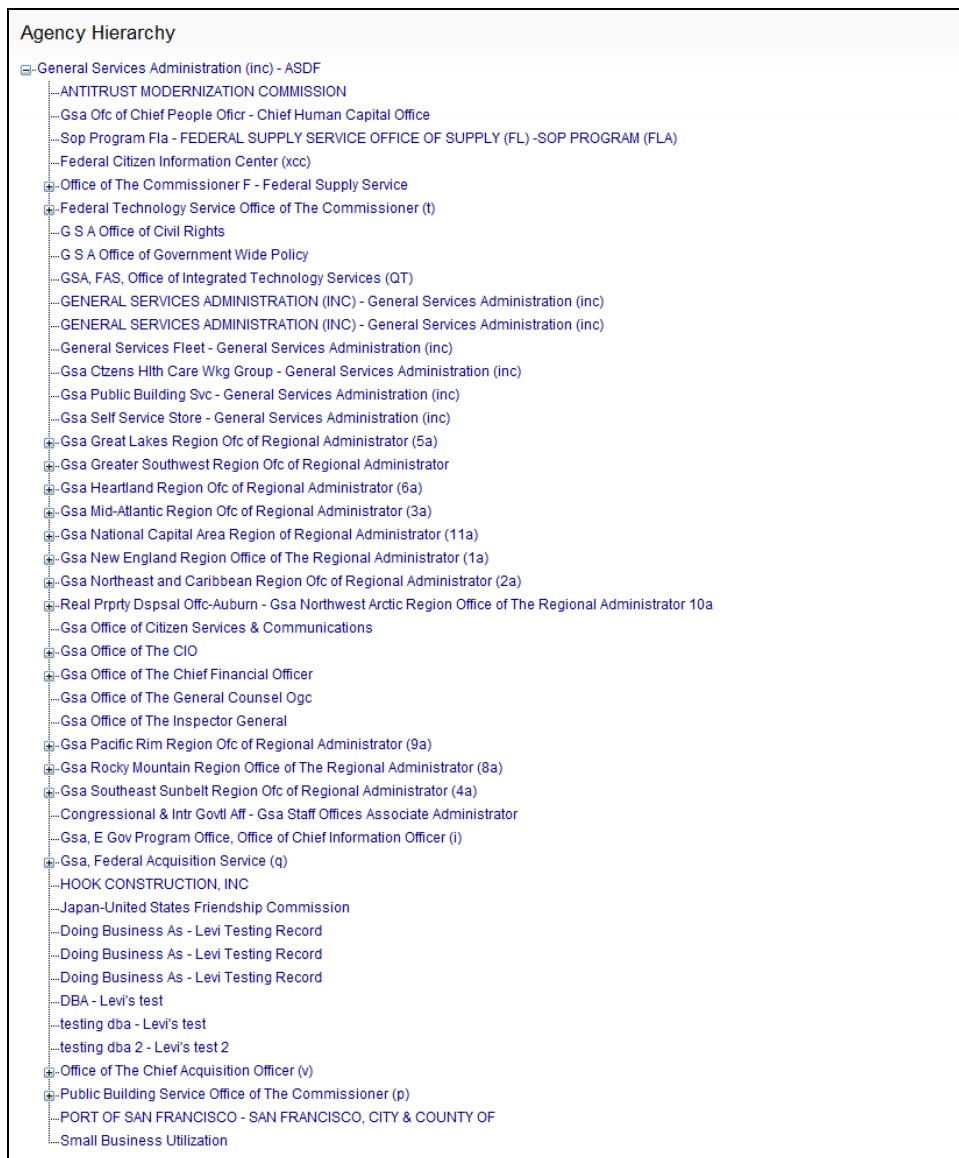 Agency Hierarchy
General Services Administration (inc) - ASDF
ANTITRUST MODERNIZATION COMMISSION
Gsa Ofc of Chief People Oficr - Chief Human Capital Office
Sop Program Fla - FEDERAL SUPPLY SERVICE OFFICE OF SUPPLY (FL) -SOP PROGRAM (FLA)
Federal Citizen Information Center (xcc)
Office of The Commissioner F - Federal Supply Service
Federal Technology Service Office of The Commissioner (t)
G S A Office of Civil Rights
G S A Office of Government Wide Policy
GSA, FAS, Office of Integrated Technology Services (QT)
GENERAL SERVICES ADMINISTRATION (INC) - General Services Administration (inc)
GENERAL SERVICES ADMINISTRATION (INC) - General Services Administration (inc)
General Services Fleet - General Services Administration (inc)
Gsa Ctzens Hlth Care Wkg Group - General Services Administration (inc)
Gsa Public Building Svc - General Services Administration (inc)
Gsa Self Service Store - General Services Administration (inc)
Gsa Great Lakes Region Ofc of Regional Administrator (5a)
Gsa Greater Southwest Region Ofc of Regional Administrator
Gsa Heartland Region Ofc of Regional Administrator (6a)
Gsa Mid-Atlantic Region Ofc of Regional Administrator (3a)
Gsa National Capital Area Region of Regional Administrator (11a)
Gsa New England Region Office of The Regional Administrator (1a)
Gsa Northeast and Caribbean Region Ofc of Regional Administrator (2a)
Real Prprty Dspsal Offc-Auburn - Gsa Northwest Arctic Region Office of The Regional Administrator 10a
Gsa Office of Citizen Services & Communications
Gsa Office of The CIO
Gsa Office of The Chief Financial Officer
Gsa Office of The General Counsel Ogc
Gsa Office of The Inspector General
Gsa Pacific Rim Region Ofc of Regional Administrator (9a)
Gsa Rocky Mountain Region Office of The Regional Administrator (8a)
Gsa Southeast Sunbelt Region Ofc of Regional Administrator (4a)
Congressional & Intr Govtl Aff - Gsa Staff Offices Associate Administrator
Gsa, E Gov Program Office, Office of Chief Information Officer (i)
Gsa, Federal Acquisition Service (q)
HOOK CONSTRUCTION, INC
Japan-United States Friendship Commission
Doing Business As - Levi Testing Record
Doing Business As - Levi Testing Record
Doing Business As - Levi Testing Record
DBA - Levi's test
testing dba - Levi's test
testing dba 2 - Levi's test 2
Office of The Chief Acquisition Officer (v)
Public Building Service Office of The Commissioner (p)
PORT OF SAN FRANCISCO - SAN FRANCISCO, CITY & COUNTY OF
Small Business Utilization